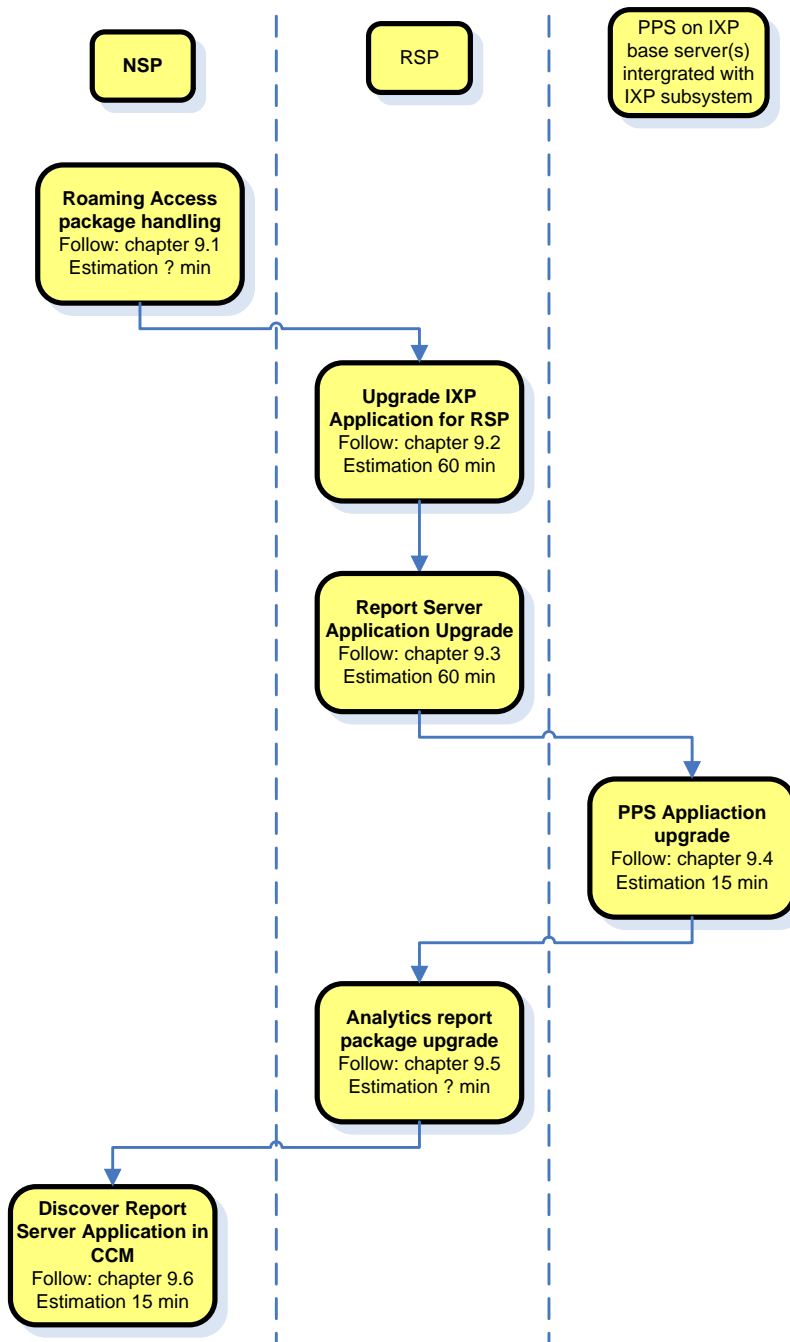 NSP
RSP
PPS on IXP
base server(s)
intergrated with
IXP subsystem
Roaming Access
package handling
Follow: chapter 9.1
Estimation ? min
Upgrade IXP
Application for RSP
Follow: chapter 9.2
Estimation 60 min
Report Server
Application Upgrade
Follow: chapter 9.3
Estimation 60 min
PPS Appliaction
upgrade
Follow: chapter 9.4
Estimation 15 min
Analytics report
package upgrade
Follow: chapter 9.5
Estimation ? min
Discover Report
Server Application in
CCM
Follow: chapter 9.6
Estimation 15 min